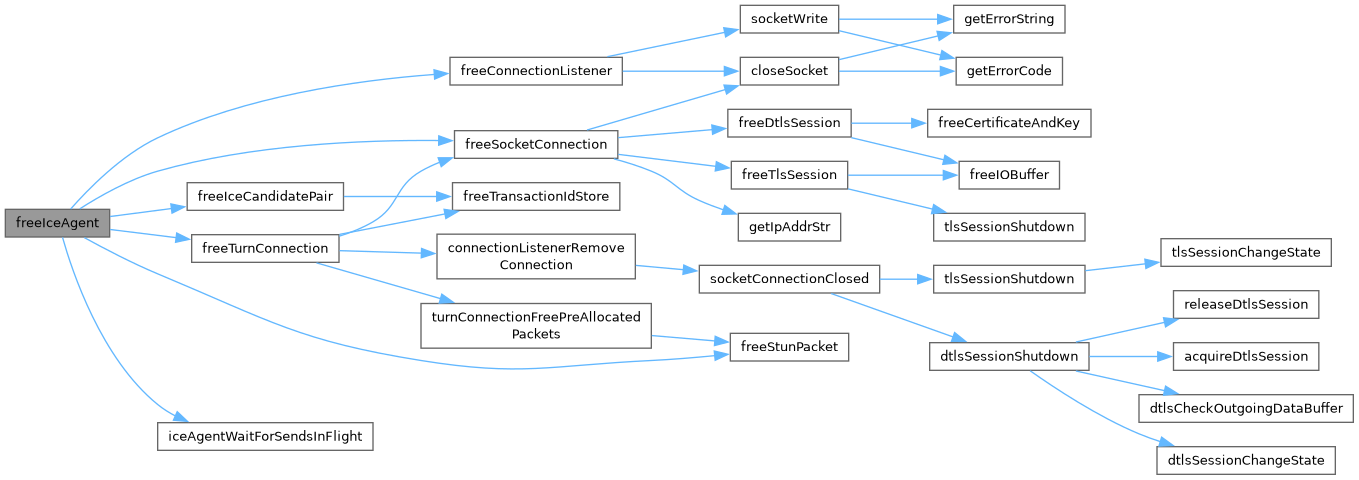 socketWrite
getErrorString
freeConnectionListener
closeSocket
getErrorCode
freeDtlsSession
freeCertificateAndKey
freeSocketConnection
freeTlsSession
freeIOBuffer
freeIceCandidatePair
freeTransactionIdStore
freeIceAgent
getIpAddrStr
tlsSessionShutdown
freeTurnConnection
connectionListenerRemove
Connection
tlsSessionChangeState
socketConnectionClosed
tlsSessionShutdown
releaseDtlsSession
turnConnectionFreePreAllocated
Packets
freeStunPacket
dtlsSessionShutdown
acquireDtlsSession
dtlsCheckOutgoingDataBuffer
iceAgentWaitForSendsInFlight
dtlsSessionChangeState